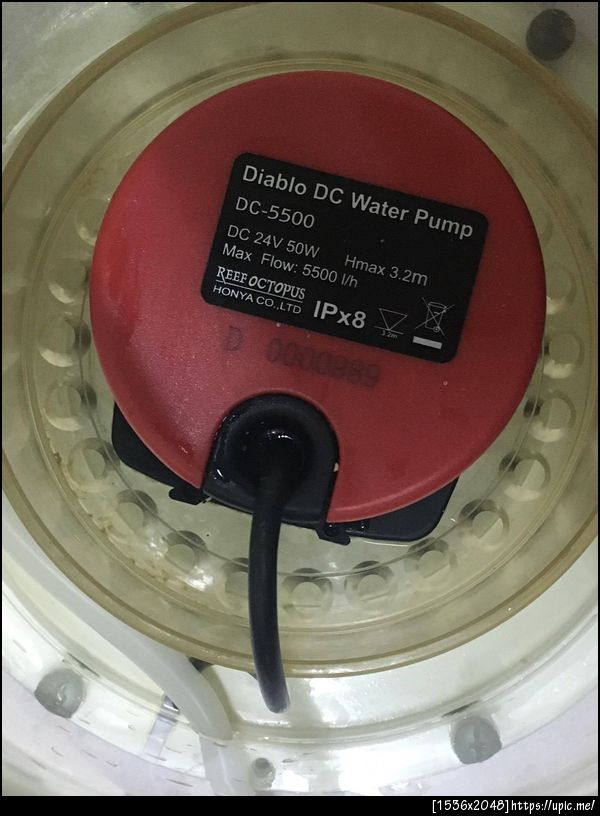 Diablo DC Water Pump
DC-5500
DC 24V 50W Hmax 3.2m
Max Flow: 5500 l/h
REEF OCTOPUS
HONYA CO.,LTD IPx8
3.2m
D 0000989
[1536x2048]https://upic.me/